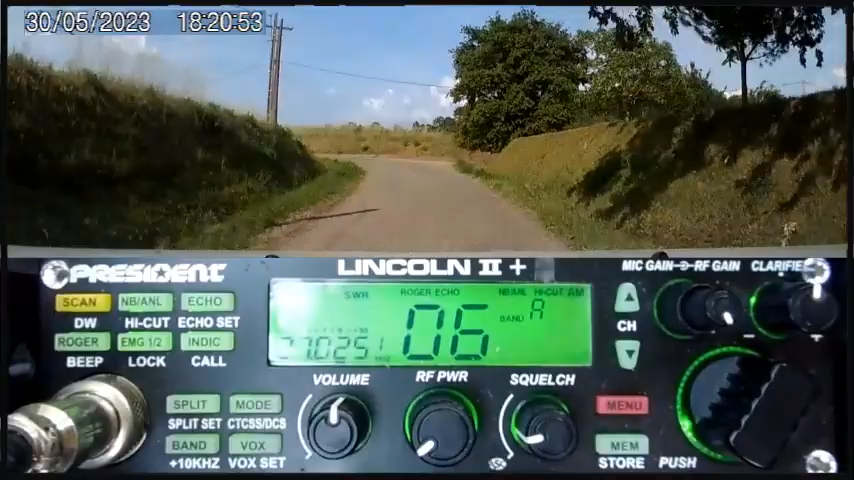 30/05/2023 18:20:53
PRESIDENT LINCOLN II + MIC GAIN RF GAIN CLARIFIER
SCAN NB/ANL ECHO SWR ROGER ECHO NB/ANL HI-CUT AM
DW HI-CUT ECHO SET 06 BAND A CH
ROGER EMG 1/2 INDIC 27.0251
BEEP LOCK CALL
VOLUME RF PWR SQUELCH
SPLIT MODE MENU
SPLIT SET CTCSS/DCS
BAND VOX MEM
+10KHZ VOX SET STORE PUSH